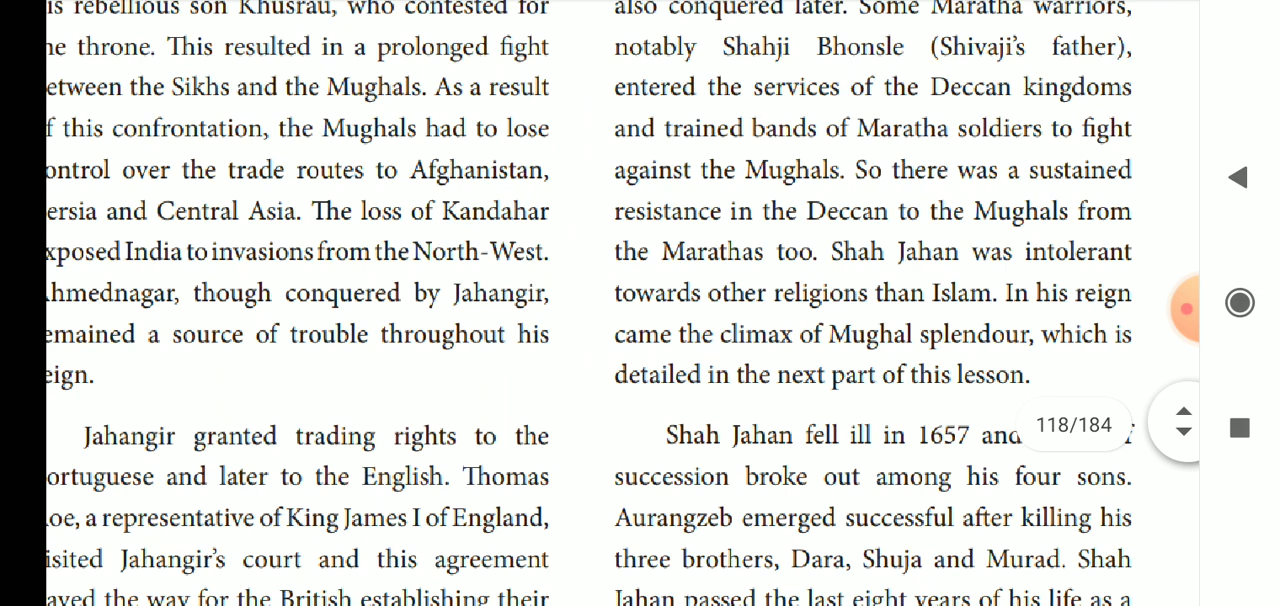 is rebellious son Khusrau, who contested for
he throne. This resulted in a prolonged fight
etween the Sikhs and the Mughals. As a result
f this confrontation, the Mughals had to lose
ontrol over the trade routes to Afghanistan,
ersia and Central Asia. The loss of Kandahar
xposed India to invasions from the North-West.
hmednagar, though conquered by Jahangir,
emained a source of trouble throughout his
eign.
Jahangir granted trading rights to the
ortuguese and later to the English. Thomas
oe, a representative of King James I of England,
isited Jahangir's court and this agreement
aved the way for the British establishing their
also conquered later. Some Maratha warriors,
notably Shahji Bhonsle (Shivaji's father),
entered the services of the Deccan kingdoms
and trained bands of Maratha soldiers to fight
against the Mughals. So there was a sustained
resistance in the Deccan to the Mughals from
the Marathas too. Shah Jahan was intolerant
towards other religions than Islam. In his reign
came the climax of Mughal splendour, which is
detailed in the next part of this lesson.
Shah Jahan fell ill in 1657 and
succession broke out among his four sons.
Aurangzeb emerged successful after killing his
three brothers, Dara, Shuja and Murad. Shah
Jahan passed the last eight years of his life as a
118/184